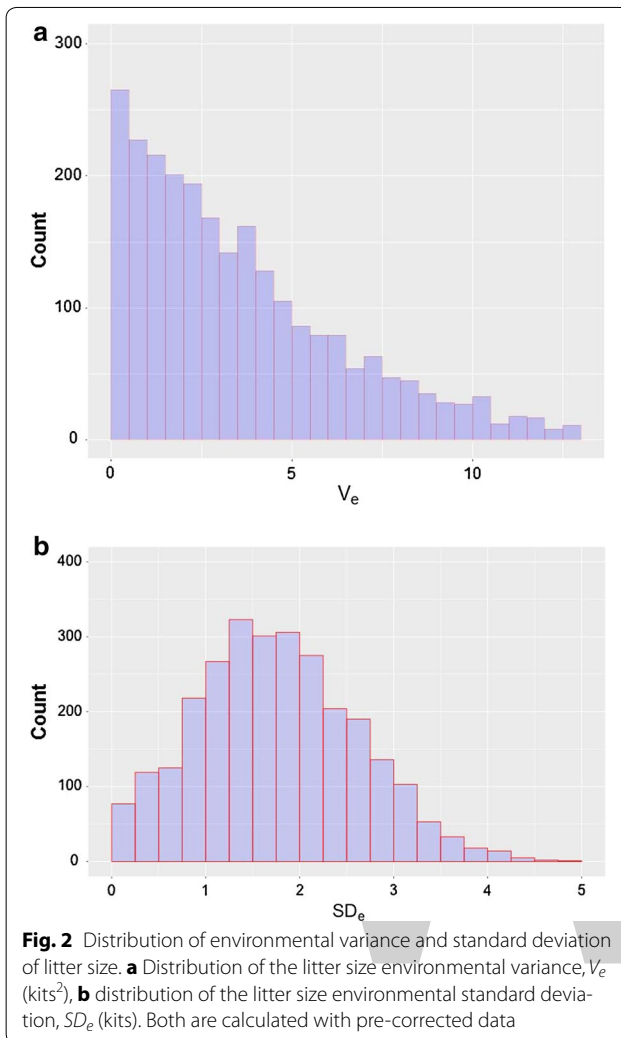 a
300
200
100
0
Count
0 5 10
Vₑ
b
400
300
200
100
0
Count
0 1 2 3 4 5
SDₑ
Fig. 2 Distribution of environmental variance and standard deviation
of litter size. a Distribution of the litter size environmental variance, Vₑ
(kits²), b distribution of the litter size environmental standard devia-
tion, SDₑ (kits). Both are calculated with pre-corrected data